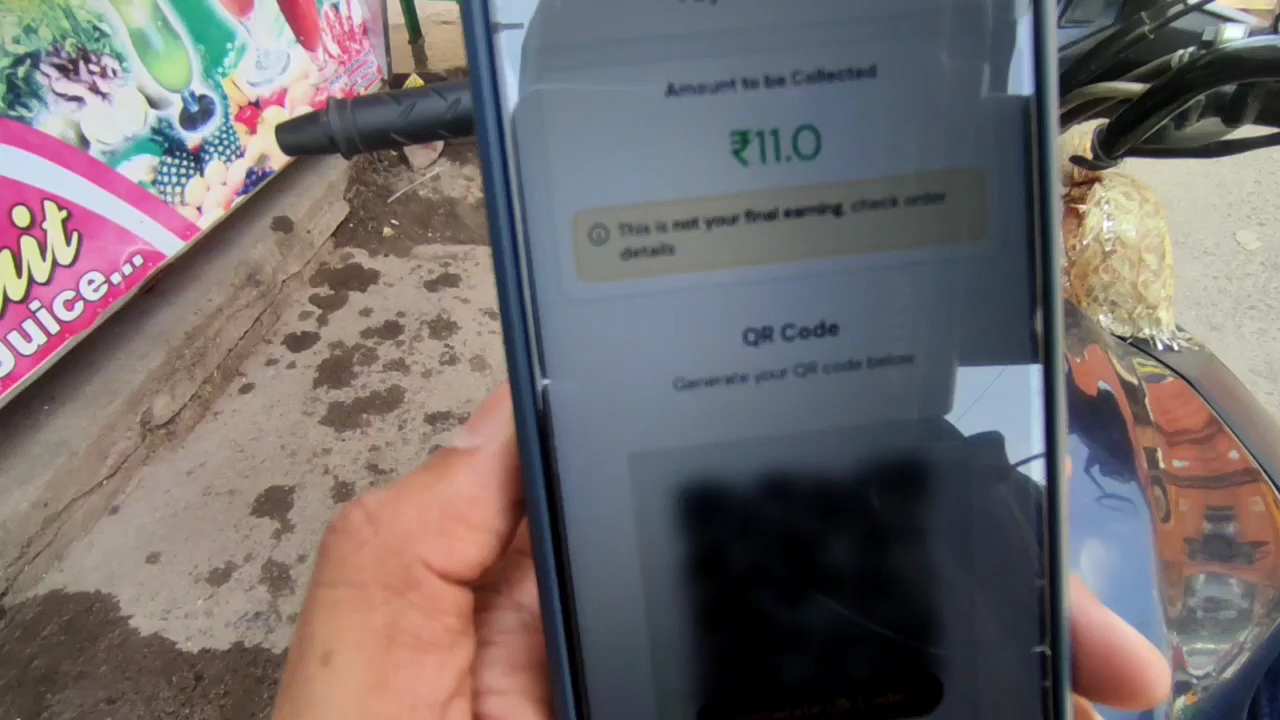 Amount to be Collected
₹11.0
This is not your final earning, check order
details
QR Code
Generate your QR code below
Juice...